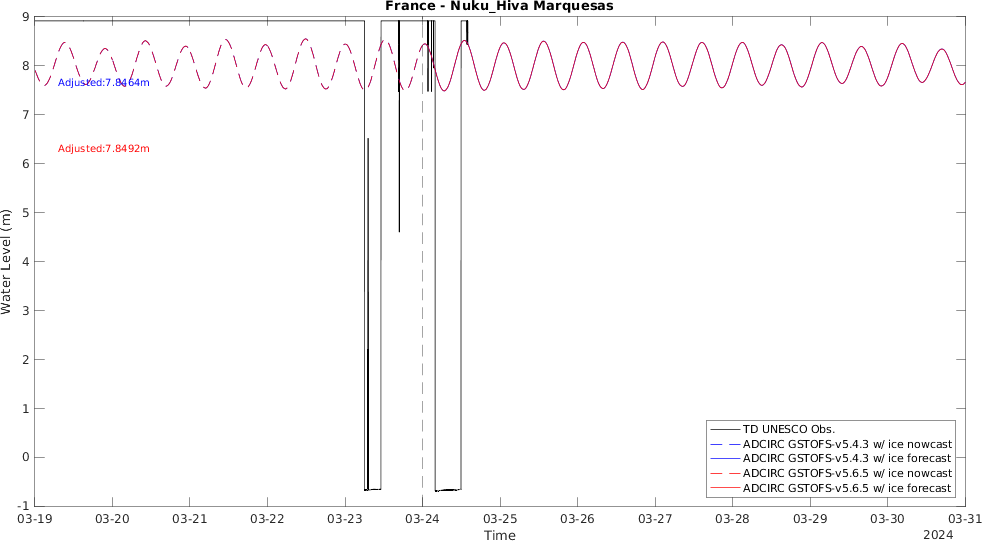 France - Nuku_Hiva Marquesas
Water Level (m)
9
8
7
6
5
4
3
2
1
0
-1
Adjusted:7.8464m
Adjusted:7.8492m
TD UNESCO Obs.
ADCIRC GSTOFS-v5.4.3 w/ ice nowcast
ADCIRC GSTOFS-v5.4.3 w/ ice forecast
ADCIRC GSTOFS-v5.6.5 w/ ice nowcast
ADCIRC GSTOFS-v5.6.5 w/ ice forecast
03-19 03-20 03-21 03-22 03-23 03-24 03-25 03-26 03-27 03-28 03-29 03-30 03-31
Time
2024